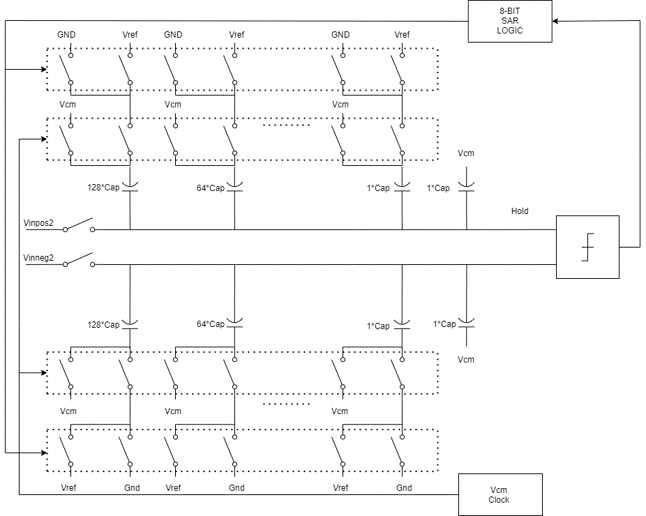 8-BIT
SAR
LOGIC
GND Vref GND Vref GND Vref
Vcm Vcm Vcm
Vcm
128*Cap 64*Cap 1*Cap 1*Cap
Hold
Vinpos2
Vinneg2
128*Cap 64*Cap 1*Cap 1*Cap
Vcm
Vcm Vcm Vcm
Vref Gnd Vref Gnd Vref Gnd
Vcm
Clock